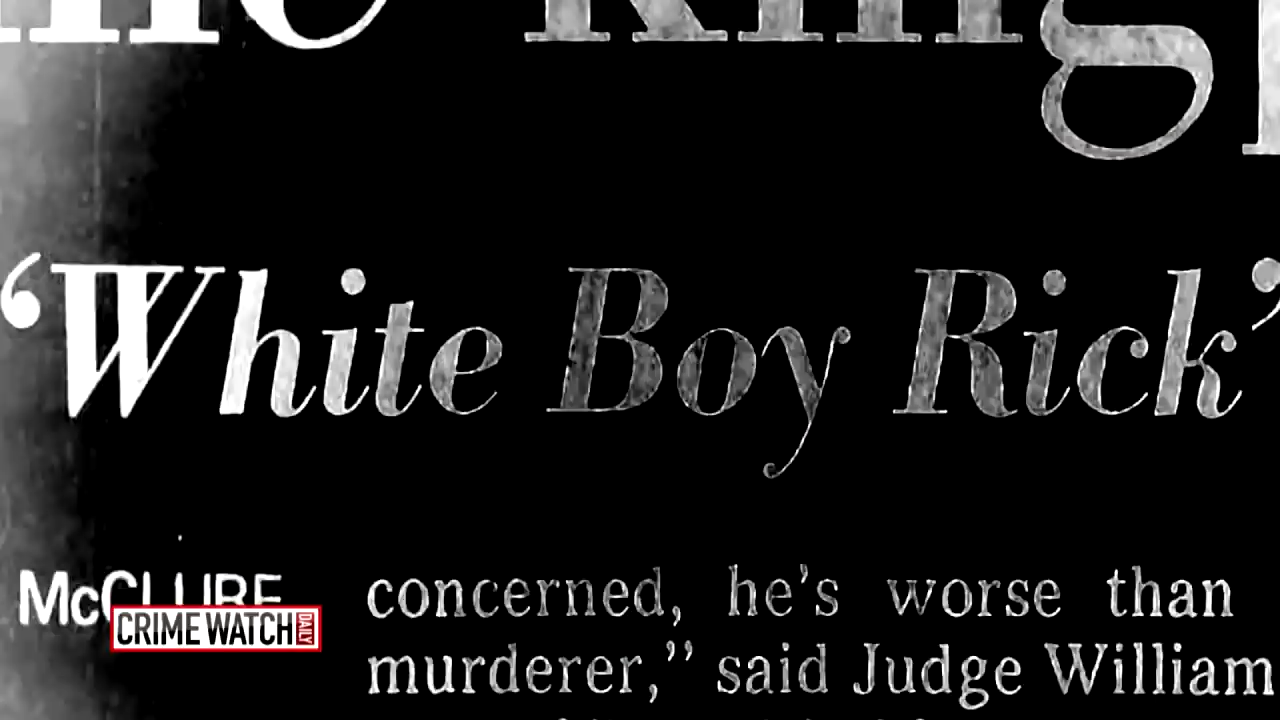 'White Boy Rick'
McCLURE
concerned, he's worse than
murderer," said Judge William
CRIME WATCH DAILY